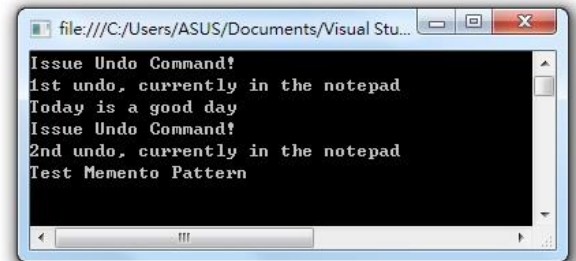 file:///C:/Users/ASUS/Documents/Visual Stu...
Issue Undo Command!
1st undo, currently in the notepad
Today is a good day
Issue Undo Command!
2nd undo, currently in the notepad
Test Memento Pattern